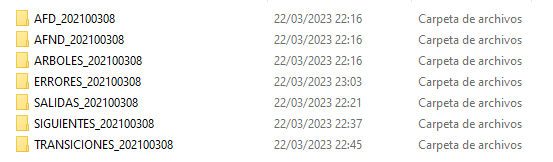 AFD_202100308 22/03/2023 22:16 Carpeta de archivos
AFND_202100308 22/03/2023 22:16 Carpeta de archivos
ARBOLES_202100308 22/03/2023 22:16 Carpeta de archivos
ERRORES_202100308 22/03/2023 23:03 Carpeta de archivos
SALIDAS_202100308 22/03/2023 22:21 Carpeta de archivos
SIGUIENTES_202100308 22/03/2023 22:37 Carpeta de archivos
TRANSICIONES_202100308 22/03/2023 22:45 Carpeta de archivos